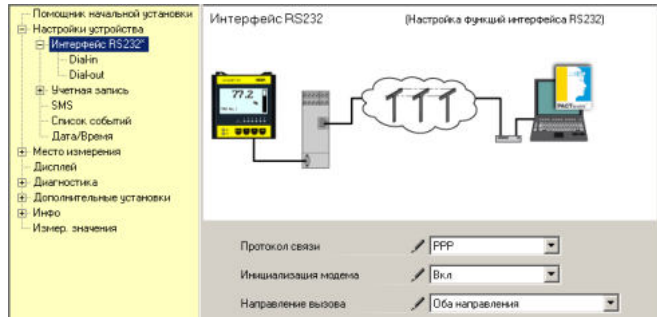 Помощник начальной установки
Настройки устройства
Интерфейс RS232*
Dial-in
Dial-out
Учетная запись
SMS
Список событий
Дата/Время
Место измерения
Дисплей
Диагностика
Дополнительные установки
Инфо
Измер. значения
Интерфейс RS232
(Настройка функций интерфейса RS232)
77.2
PACT
Протокол связи
PPP
Инициализация модема
Вкл
Направление вызова
Оба направления